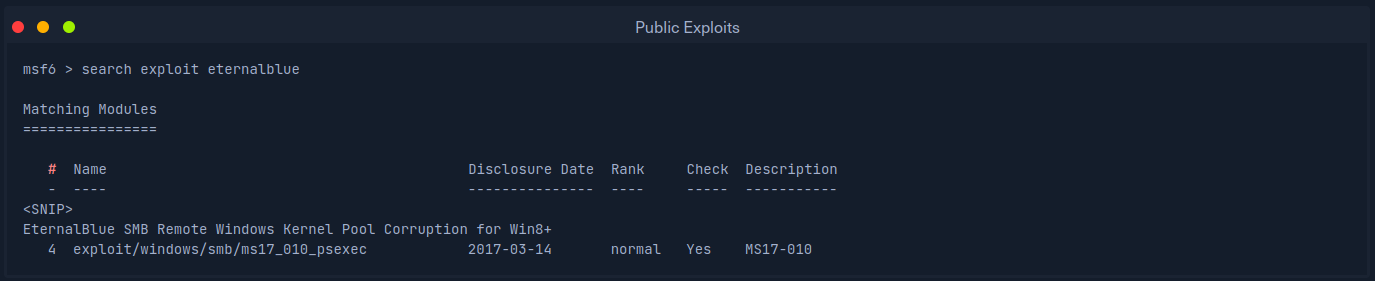 Public Exploits
msf6 > search exploit eternalblue
Matching Modules
================
   #  Name                                           Disclosure Date  Rank     Check  Description
   -  ----                                           ---------------  ----     -----  -----------
<SNIP>
EternalBlue SMB Remote Windows Kernel Pool Corruption for Win8+
   4  exploit/windows/smb/ms17_010_psexec            2017-03-14       normal   Yes    MS17-010